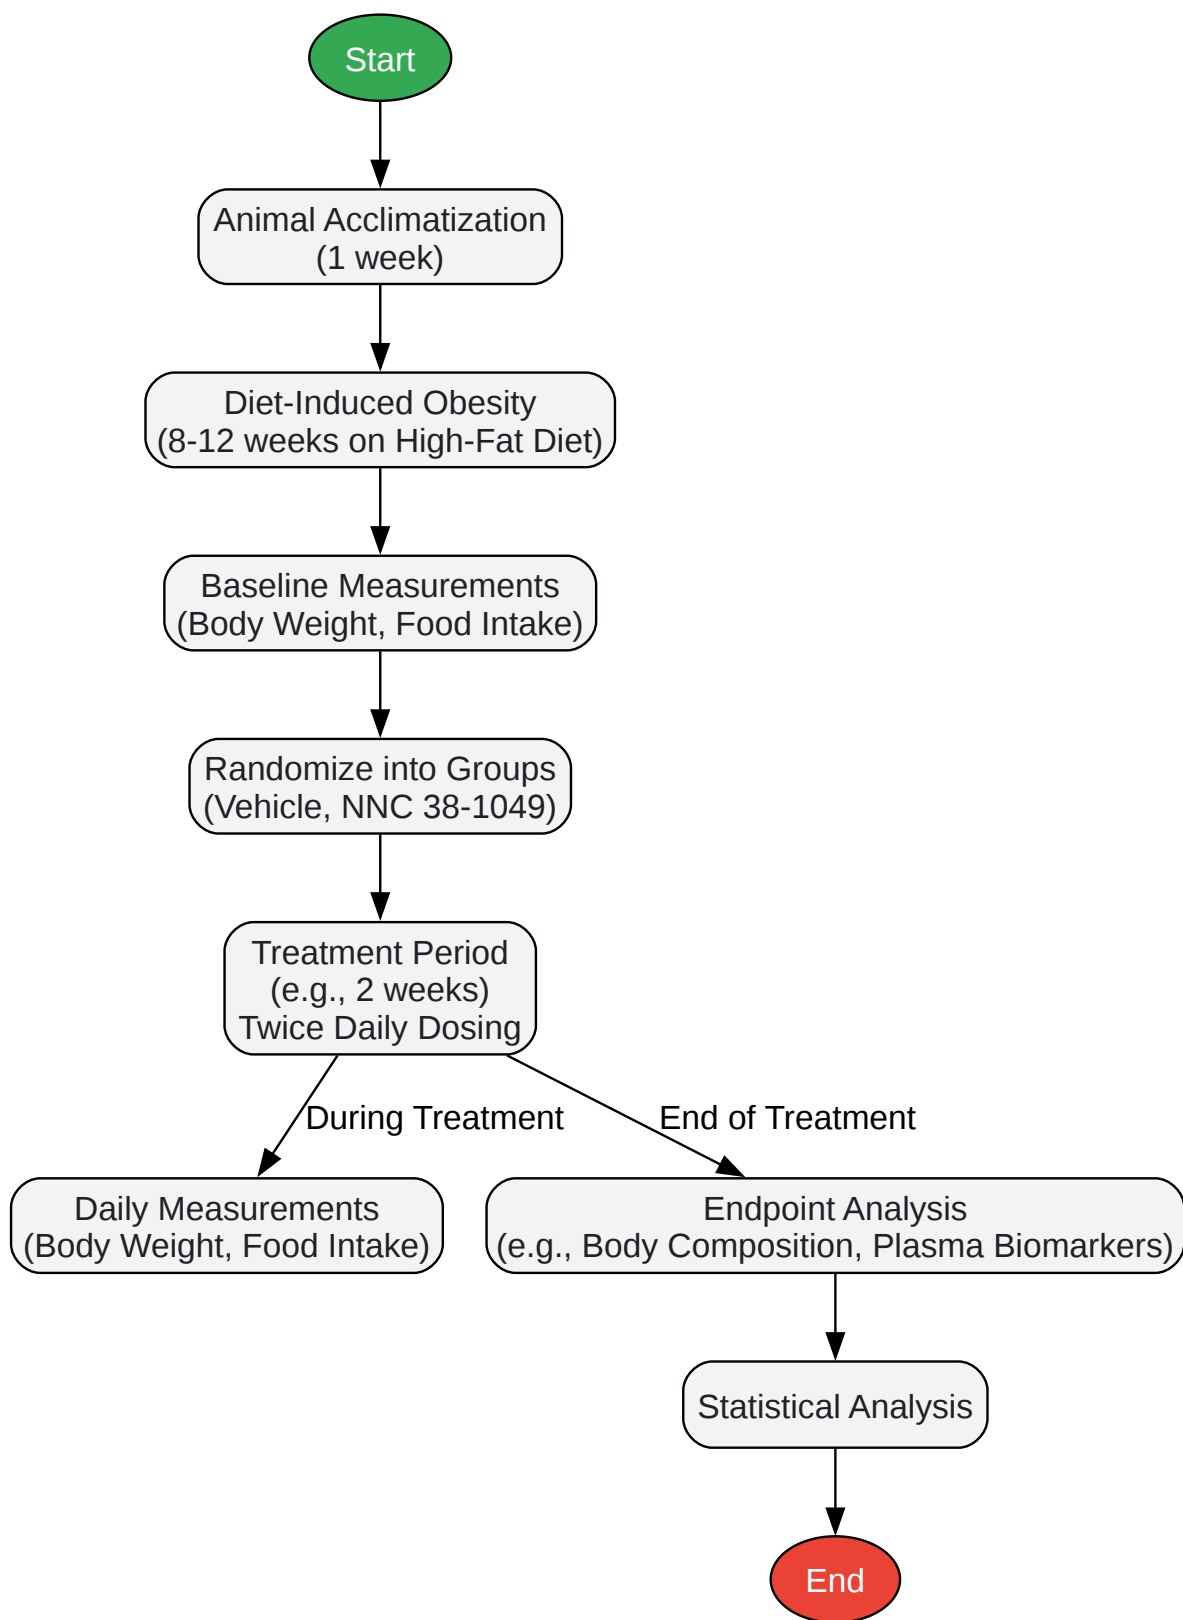 Start
Animal Acclimatization
(1 week)
Diet-Induced Obesity
(8-12 weeks on High-Fat Diet)
Baseline Measurements
(Body Weight, Food Intake)
Randomize into Groups
(Vehicle, NNC 38-1049)
Treatment Period
(e.g., 2 weeks)
Twice Daily Dosing
During Treatment
End of Treatment
Daily Measurements
(Body Weight, Food Intake)
Endpoint Analysis
(e.g., Body Composition, Plasma Biomarkers)
Statistical Analysis
End